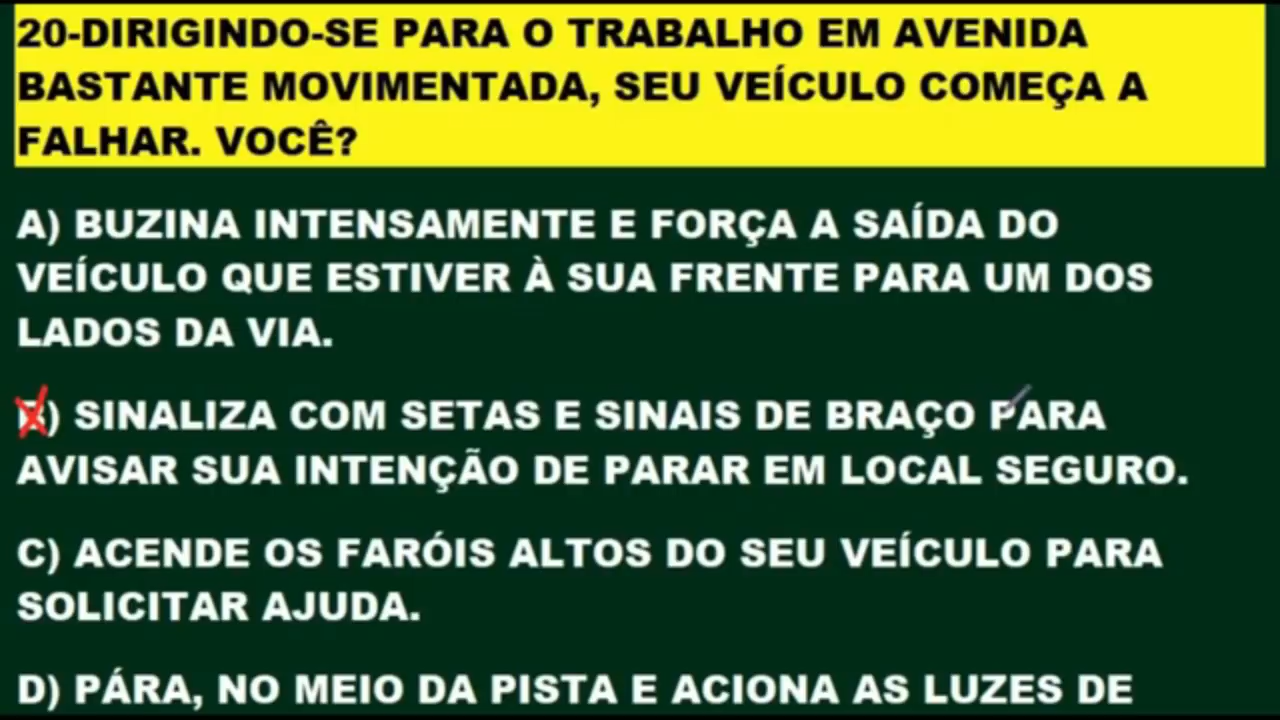 20-DIRIGINDO-SE PARA O TRABALHO EM AVENIDA
BASTANTE MOVIMENTADA, SEU VEÍCULO COMEÇA A
FALHAR. VOCÊ?
A) BUZINA INTENSAMENTE E FORÇA A SAÍDA DO
VEÍCULO QUE ESTIVER À SUA FRENTE PARA UM DOS
LADOS DA VIA.
B) SINALIZA COM SETAS E SINAIS DE BRAÇO PARA
AVISAR SUA INTENÇÃO DE PARAR EM LOCAL SEGURO.
C) ACENDE OS FARÓIS ALTOS DO SEU VEÍCULO PARA
SOLICITAR AJUDA.
D) PÁRA, NO MEIO DA PISTA E ACIONA AS LUZES DE